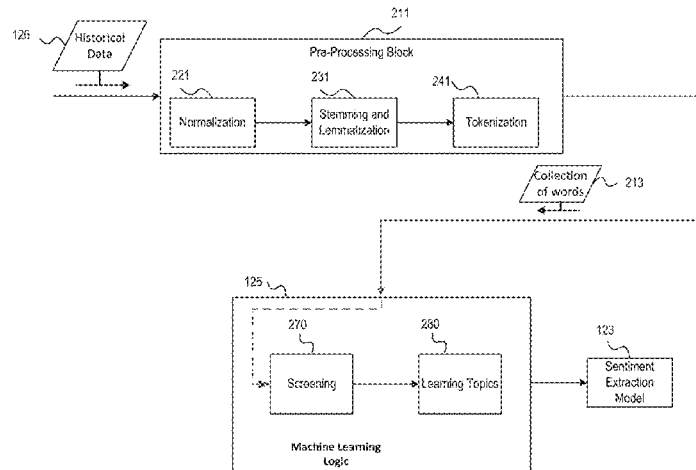 211
126
Historical
Data
Pre-Processing Block
221
231
241
Normalization
Stemming and
Lemmatization
Tokenization
Collection
of words
213
125
270
280
123
Screening
Learning Topics
Sentiment
Extraction
Model
Machine Learning
Logic